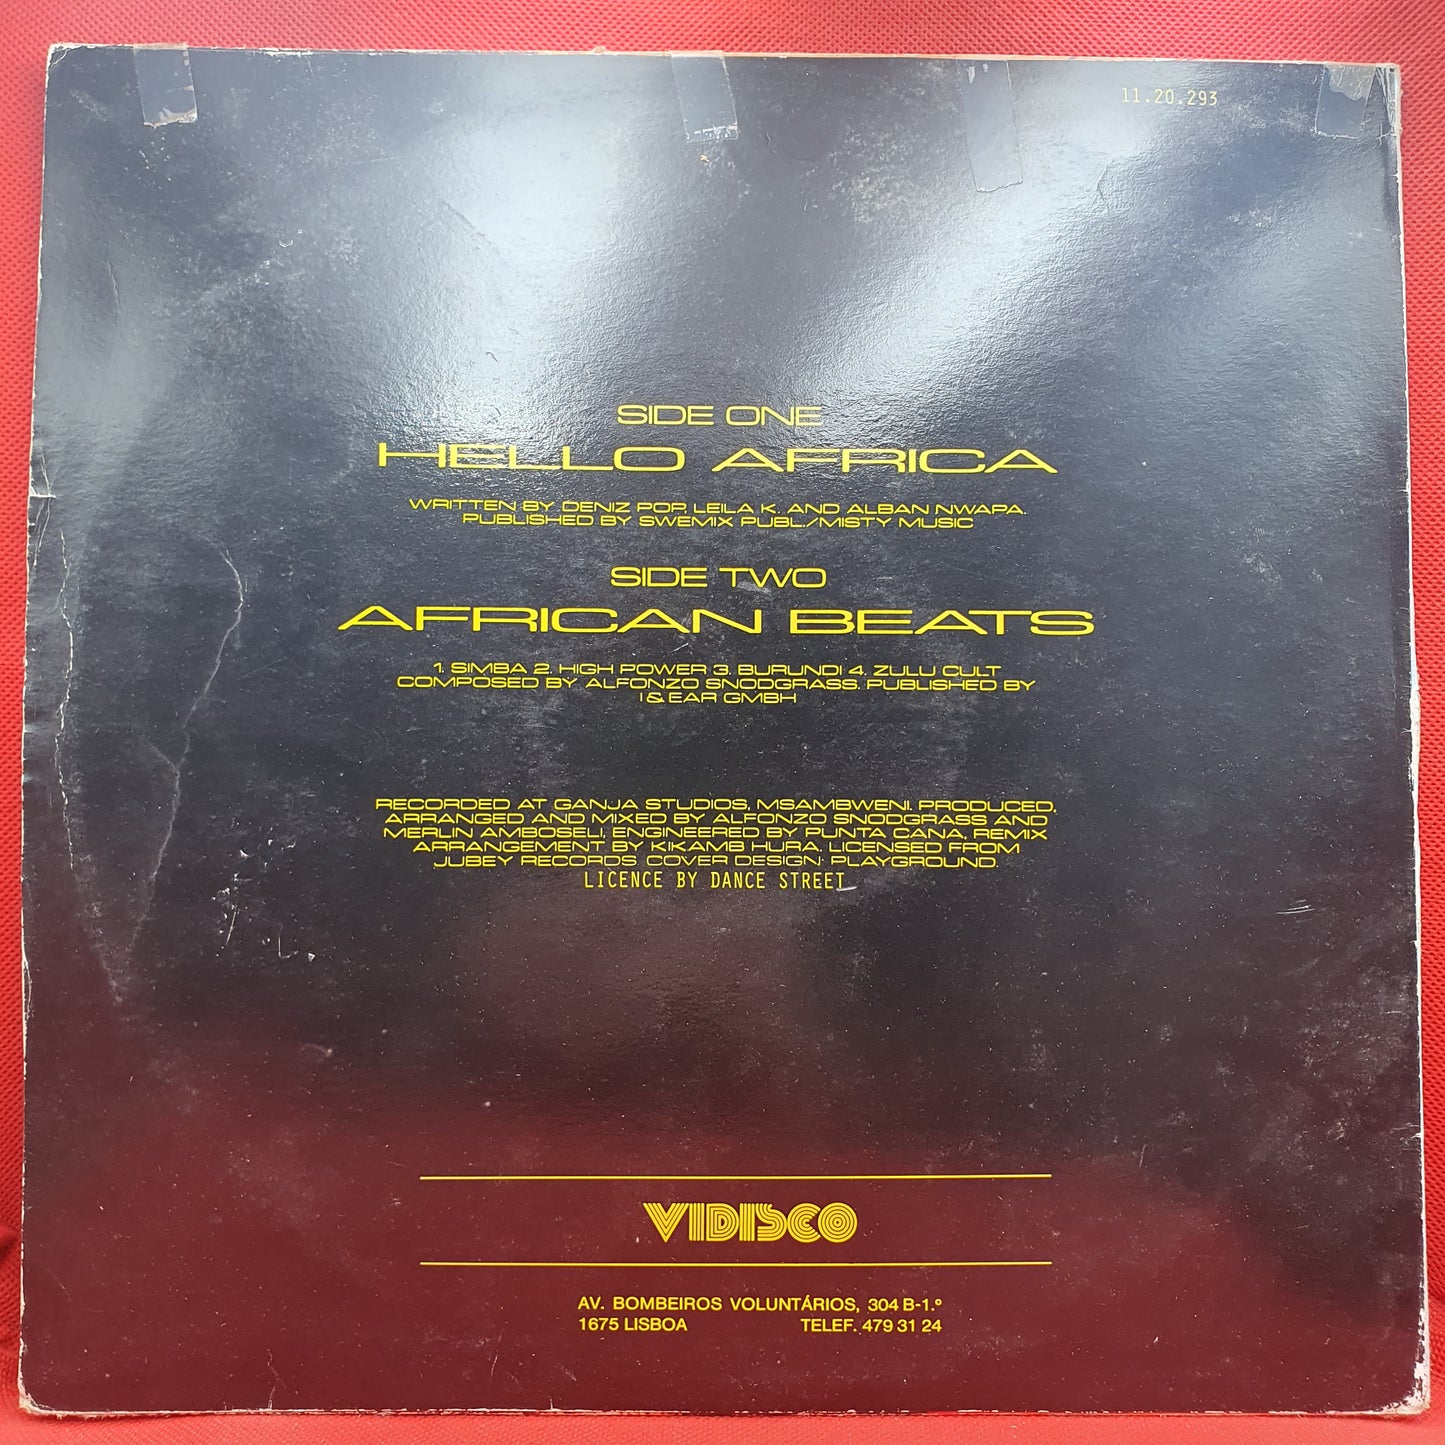 11.20.293
SIDE ONE
HELLO AFRICA
WRITTEN BY DENIZ POP, LEILA K. AND ALBAN NWAPA.
PUBLISHED BY SWEMIX PUBL./MISTY MUSIC
SIDE TWO
AFRICAN BEATS
1. SIMBA 2. HIGH POWER 3. BURUNDI 4. ZULU CULT
COMPOSED BY ALFONZO SNODGRASS. PUBLISHED BY
I & EAR GMBH
RECORDED AT GANJA STUDIOS, MSAMBWENI. PRODUCED,
ARRANGED AND MIXED BY ALFONZO SNODGRASS AND
MERLIN AMBOSELI, ENGINEERED BY PUNTA CANA, REMIX
ARRANGEMENT BY KIKAMB HURA. LICENSED FROM
JUBEY RECORDS. COVER DESIGN: PLAYGROUND.
LICENCE BY DANCE STREET
VIDISCO
AV. BOMBEIROS VOLUNTÁRIOS, 304 B-1.º
1675 LISBOA TELEF. 479 31 24